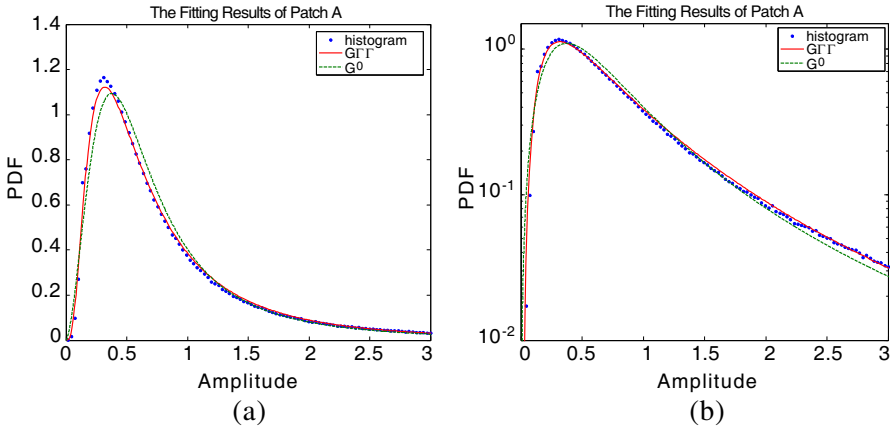 The Fitting Results of Patch A
histogram
GΓΓ
G⁰
1.4
1.2
1.0
0.8
0.6
0.4
0.2
0
PDF
0 0.5 1 1.5 2 2.5 3
Amplitude
(a)
The Fitting Results of Patch A
histogram
GΓΓ
G⁰
10⁰
10⁻¹
10⁻²
PDF
0 0.5 1 1.5 2 2.5 3
Amplitude
(b)